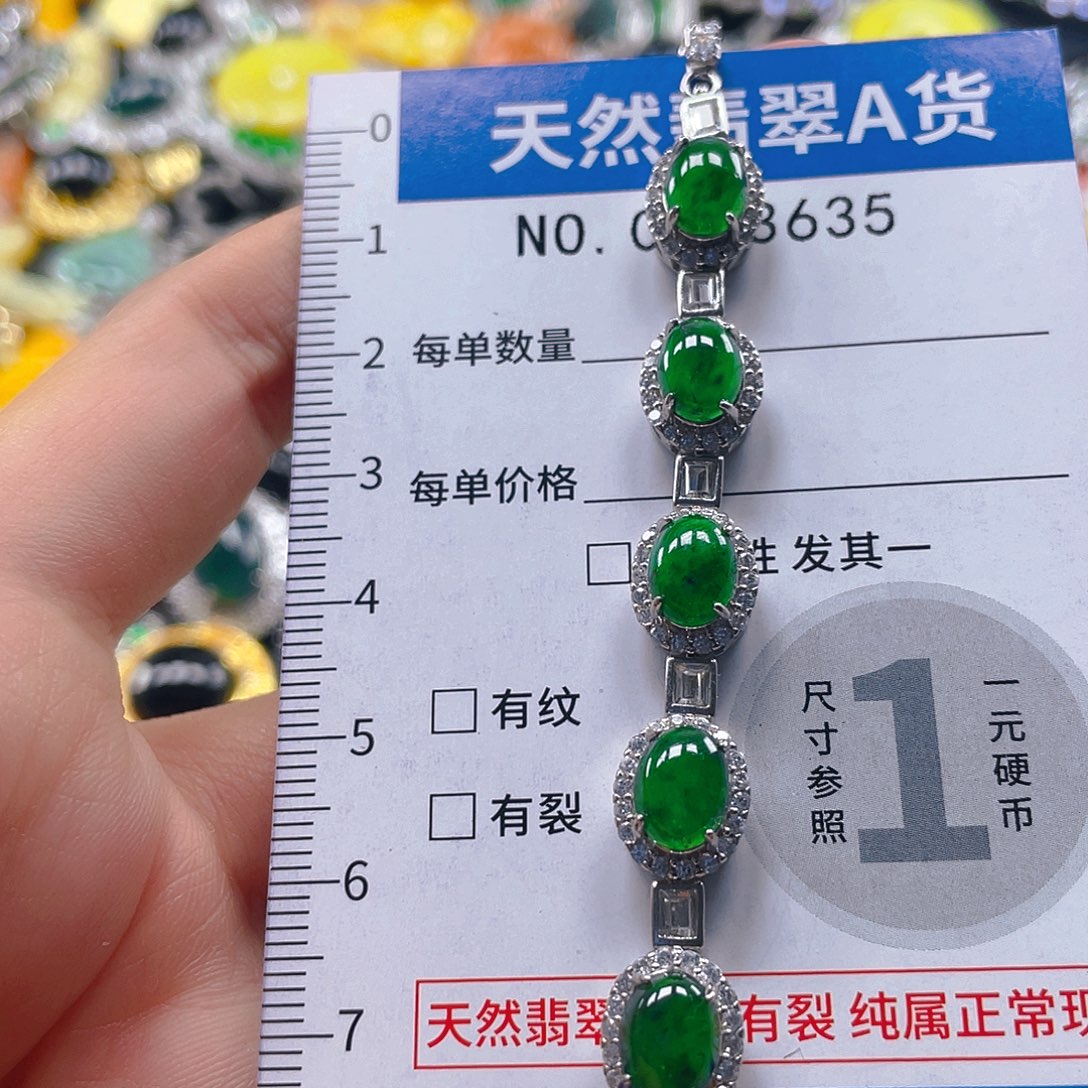 0
天然翡翠A货
NO. 3635
1
2
每单数量
3
每单价格
性 发其一
4
有纹
5
有裂
尺寸参照
1
一元硬币
6
天然翡翠 有裂 纯属正常现
7